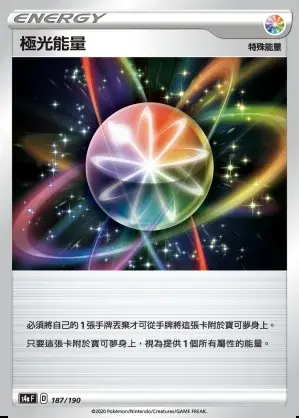 ENERGY
極光能量
特殊能量
必須將自己的1張手牌丟棄才可從手牌將這張卡附於寶可夢身上。
只要這張卡附於寶可夢身上,視為提供1個所有屬性的能量。
s4a F D 187/190
©2020 Pokémon/Nintendo/Creatures/GAME FREAK.